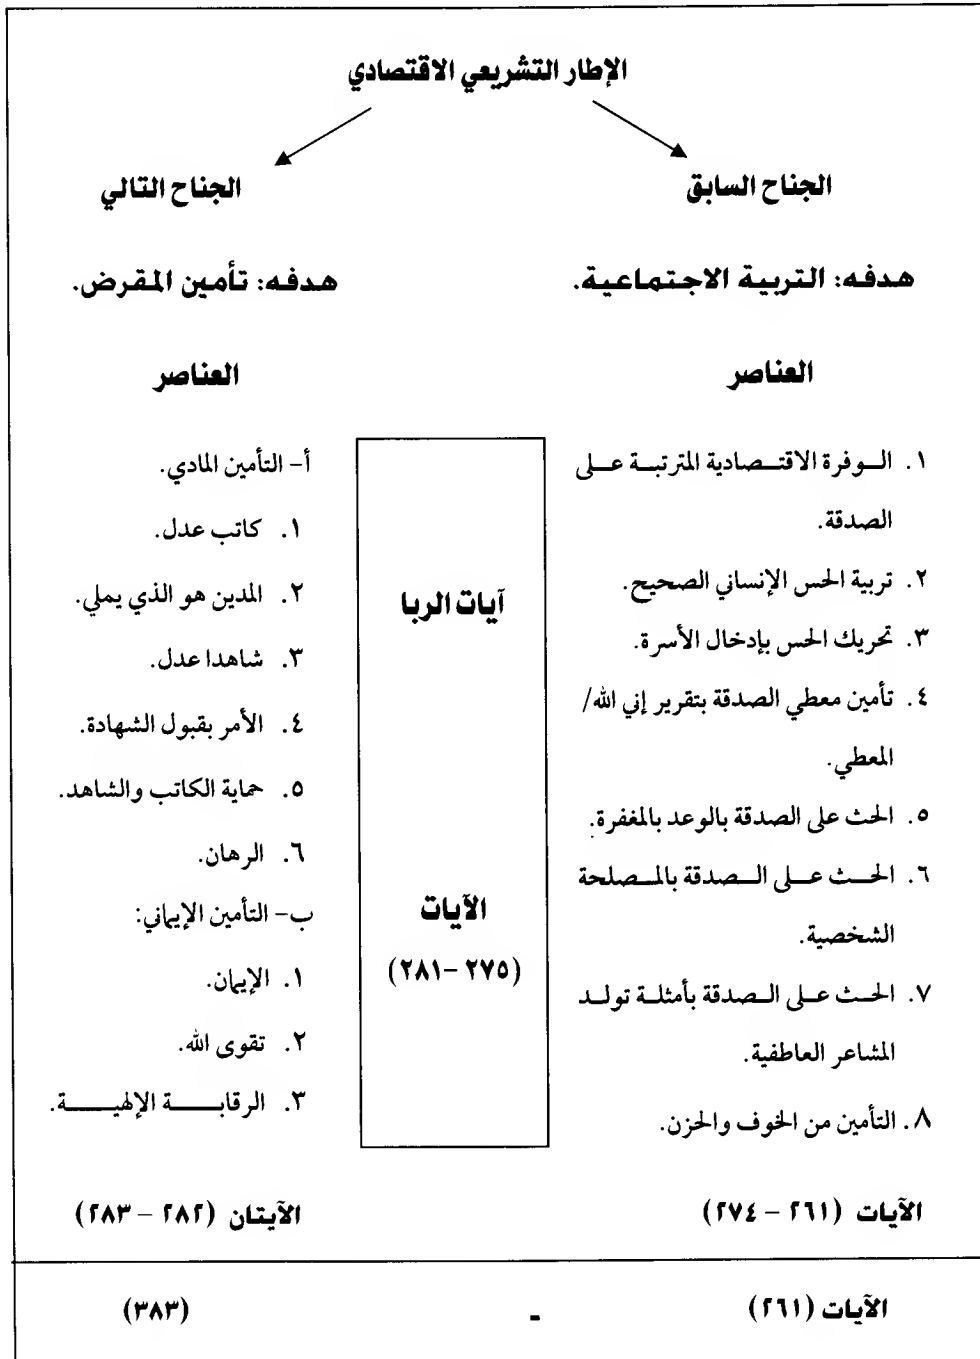 الإطار التشريعي الاقتصادي
الجناح السابق
هدفه: التربية الاجتماعية.
العناصر
١. الوفرة الاقتصادية المترتبة على
الصدقة.
٢. تربية الحس الإنساني الصحيح.
٣. تحريك الحس بإدخال الأسرة.
٤. تأمين معطي الصدقة بتقرير إني الله/
المعطي.
٥. الحث على الصدقة بالوعد بالمغفرة.
٦. الحث على الصدقة بالمصلحة
الشخصية.
٧. الحث على الصدقة بأمثلة تولد
المشاعر العاطفية.
٨. التأمين من الخوف والحزن.
الآيات (٢٦١ – ٢٧٤)
آيات الربا
الآيات
(٢٧٥ – ٢٨١)
الجناح التالي
هدفه: تأمين المقرض.
العناصر
أ– التأمين المادي.
١. كاتب عدل.
٢. المدين هو الذي يملي.
٣. شاهدا عدل.
٤. الأمر بقبول الشهادة.
٥. حماية الكاتب والشاهد.
٦. الرهان.
ب– التأمين الإيماني:
١. الإيمان.
٢. تقوى الله.
٣. الرقابة الإلهية.
الآيتان (٢٨٢ – ٢٨٣)
الآيات (٢٦١) - (٣٨٣)